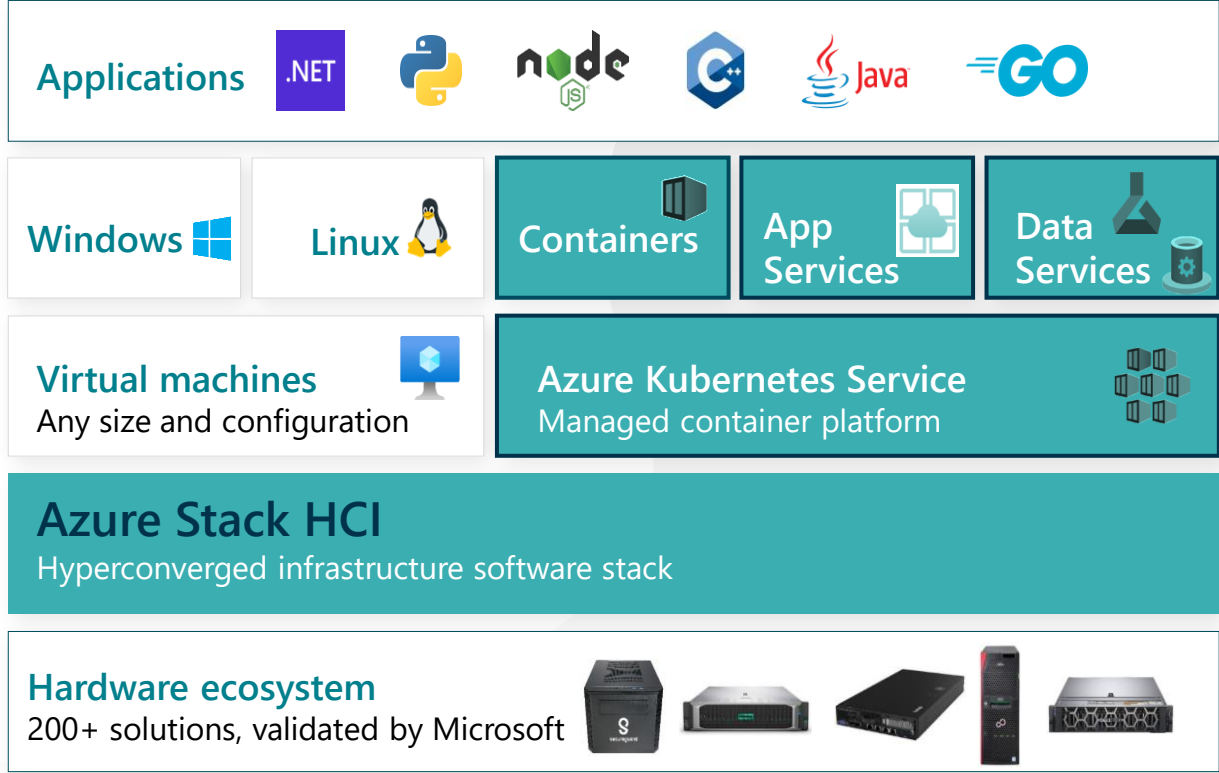 Applications
.NET
node
JS
C++
Java
GO
Windows
Linux
Containers
App
Services
Data
Services
Virtual machines
Any size and configuration
Azure Kubernetes Service
Managed container platform
Azure Stack HCI
Hyperconverged infrastructure software stack
Hardware ecosystem
200+ solutions, validated by Microsoft